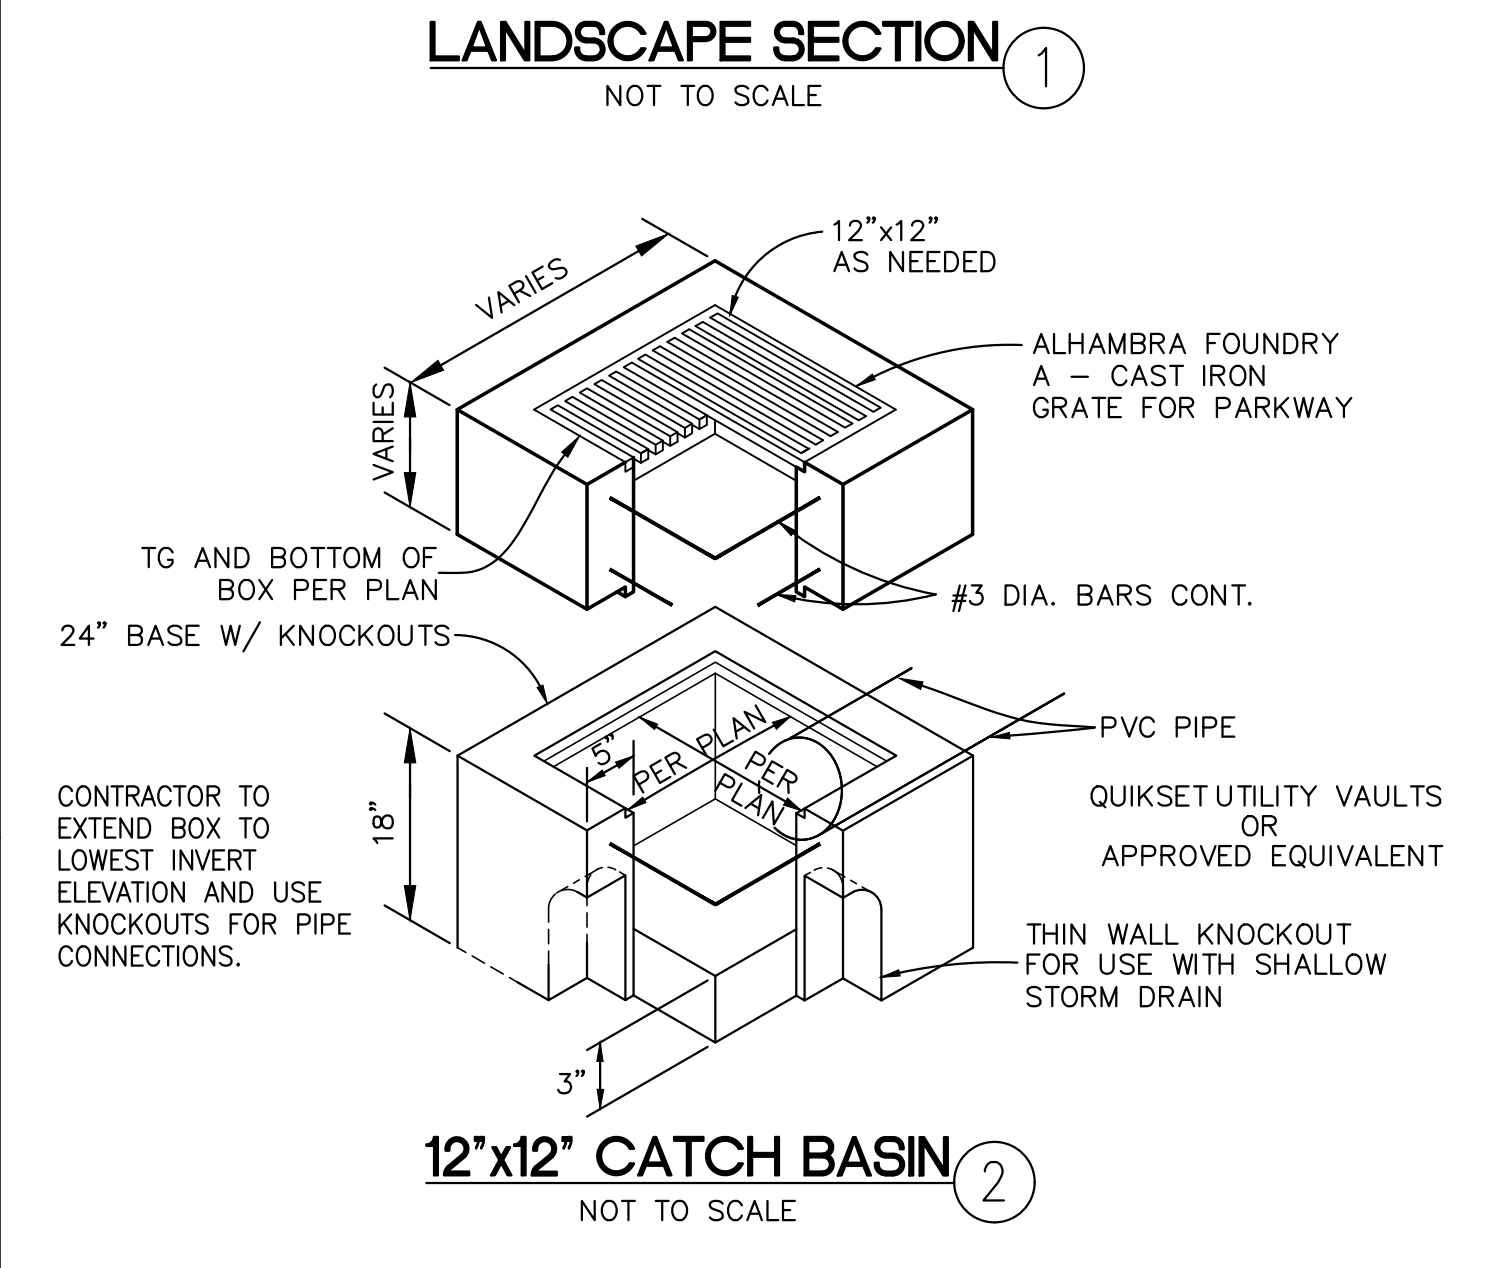 LANDSCAPE SECTION
1
NOT TO SCALE
12”x12”
AS NEEDED
VARIES
VARIES
ALHAMBRA FOUNDRY
A – CAST IRON
GRATE FOR PARKWAY
TG AND BOTTOM OF
BOX PER PLAN
#3 DIA. BARS CONT.
24” BASE W/ KNOCKOUTS
PVC PIPE
5”
PER PLAN
PER
PLAN
18”
CONTRACTOR TO
EXTEND BOX TO
LOWEST INVERT
ELEVATION AND USE
KNOCKOUTS FOR PIPE
CONNECTIONS.
QUIKSET UTILITY VAULTS
OR
APPROVED EQUIVALENT
THIN WALL KNOCKOUT
FOR USE WITH SHALLOW
STORM DRAIN
3”
12”x12” CATCH BASIN
2
NOT TO SCALE